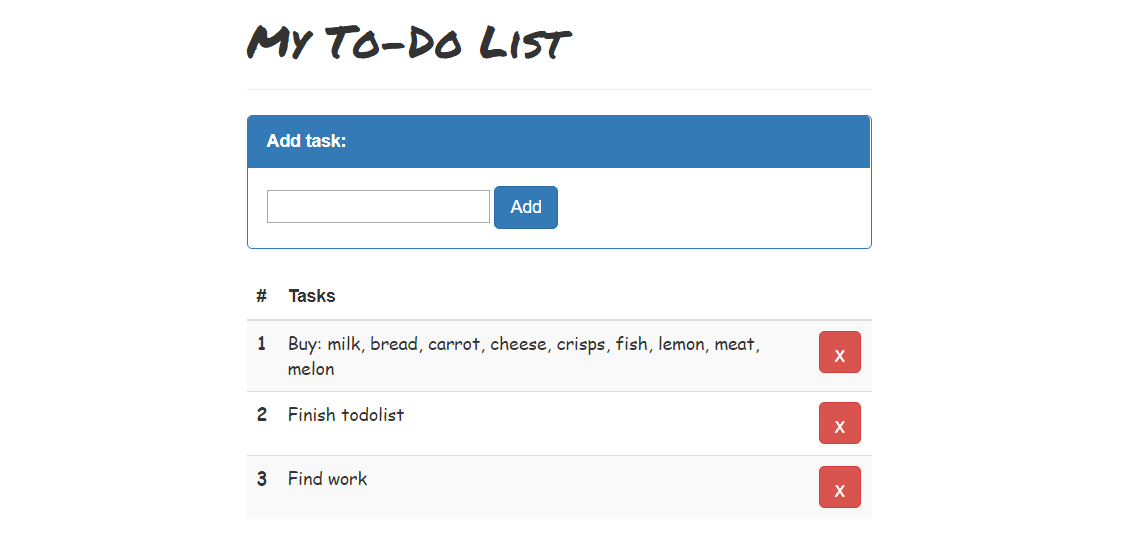 My To-Do List
Add task:
Add
# Tasks
1 Buy: milk, bread, carrot, cheese, crisps, fish, lemon, meat,
melon
x
2 Finish todolist x
3 Find work x